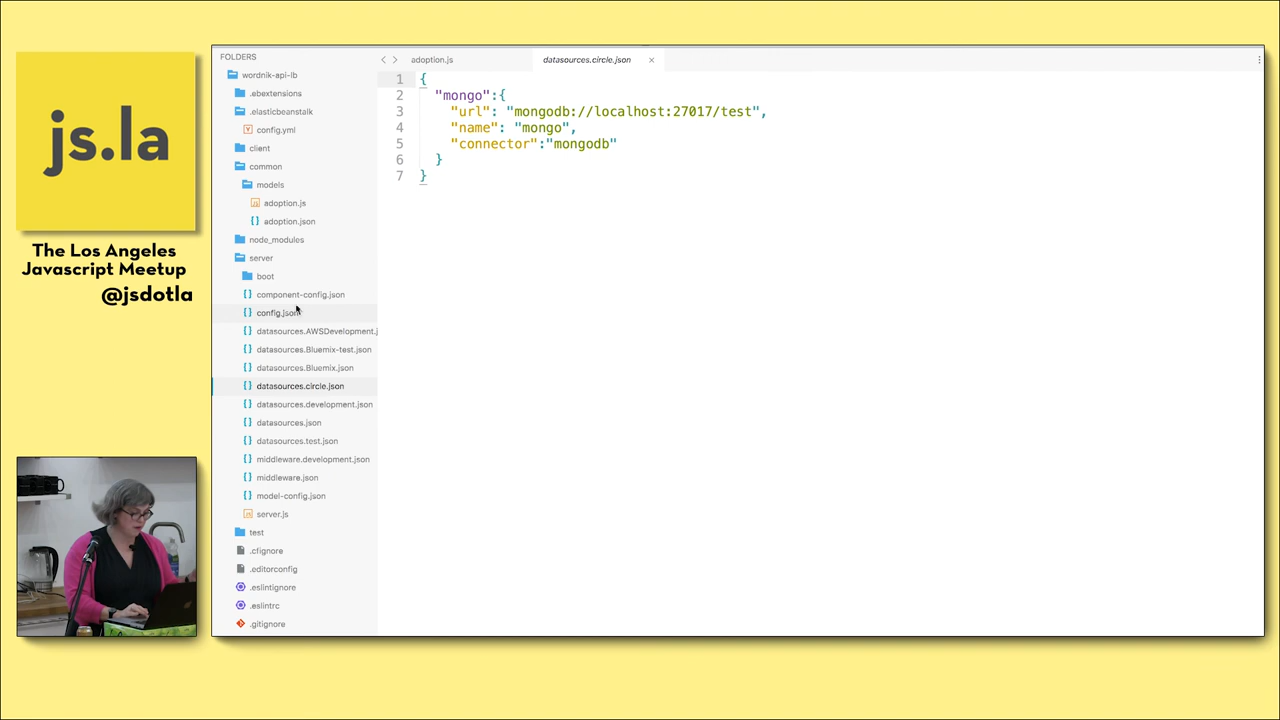 js.la
The Los Angeles
Javascript Meetup
@jsdotla
FOLDERS
wordnik-api-lb
.ebextensions
.elasticbeanstalk
config.yml
client
common
models
adoption.js
adoption.json
node_modules
server
boot
component-config.json
config.json
datasources.AWSDevelopment.j
datasources.Bluemix-test.json
datasources.Bluemix.json
datasources.circle.json
datasources.development.json
datasources.json
datasources.test.json
middleware.development.json
middleware.json
model-config.json
server.js
test
.cfignore
.editorconfig
.eslintignore
.eslintrc
.gitignore
adoption.js
datasources.circle.json
1 {
2 "mongo":{
3 "url": "mongodb://localhost:27017/test",
4 "name": "mongo",
5 "connector":"mongodb"
6 }
7 }